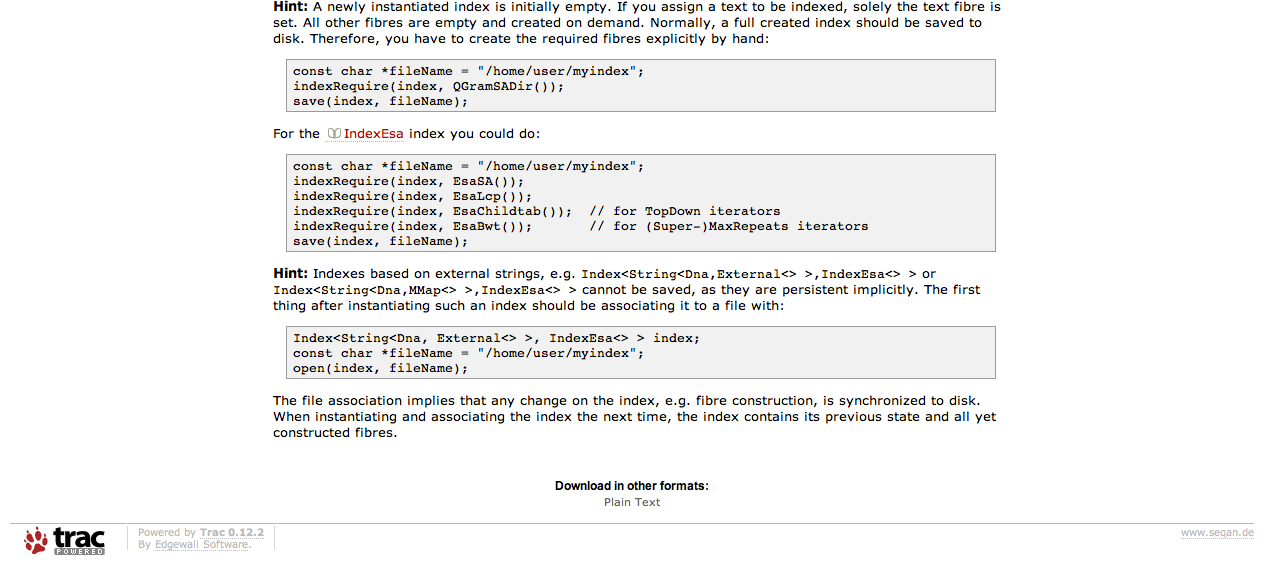 Hint: A newly instantiated index is initially empty. If you assign a text to be indexed, solely the text fibre is
set. All other fibres are empty and created on demand. Normally, a full created index should be saved to
disk. Therefore, you have to create the required fibres explicitly by hand:
const char *fileName = "/home/user/myindex";
indexRequire(index, QGramSADir());
save(index, fileName);
For the IndexEsa index you could do:
const char *fileName = "/home/user/myindex";
indexRequire(index, EsaSA());
indexRequire(index, EsaLcp());
indexRequire(index, EsaChildtab());  // for TopDown iterators
indexRequire(index, EsaBwt());       // for (Super-)MaxRepeats iterators
save(index, fileName);
Hint: Indexes based on external strings, e.g. Index<String<Dna,External<> >,IndexEsa<> > or
Index<String<Dna,MMap<> >,IndexEsa<> > cannot be saved, as they are persistent implicitly. The first
thing after instantiating such an index should be associating it to a file with:
Index<String<Dna, External<> >, IndexEsa<> > index;
const char *fileName = "/home/user/myindex";
open(index, fileName);
The file association implies that any change on the index, e.g. fibre construction, is synchronized to disk.
When instantiating and associating the index the next time, the index contains its previous state and all yet
constructed fibres.
Download in other formats:
Plain Text
trac
POWERED
Powered by Trac 0.12.2
By Edgewall Software.
www.seqan.de